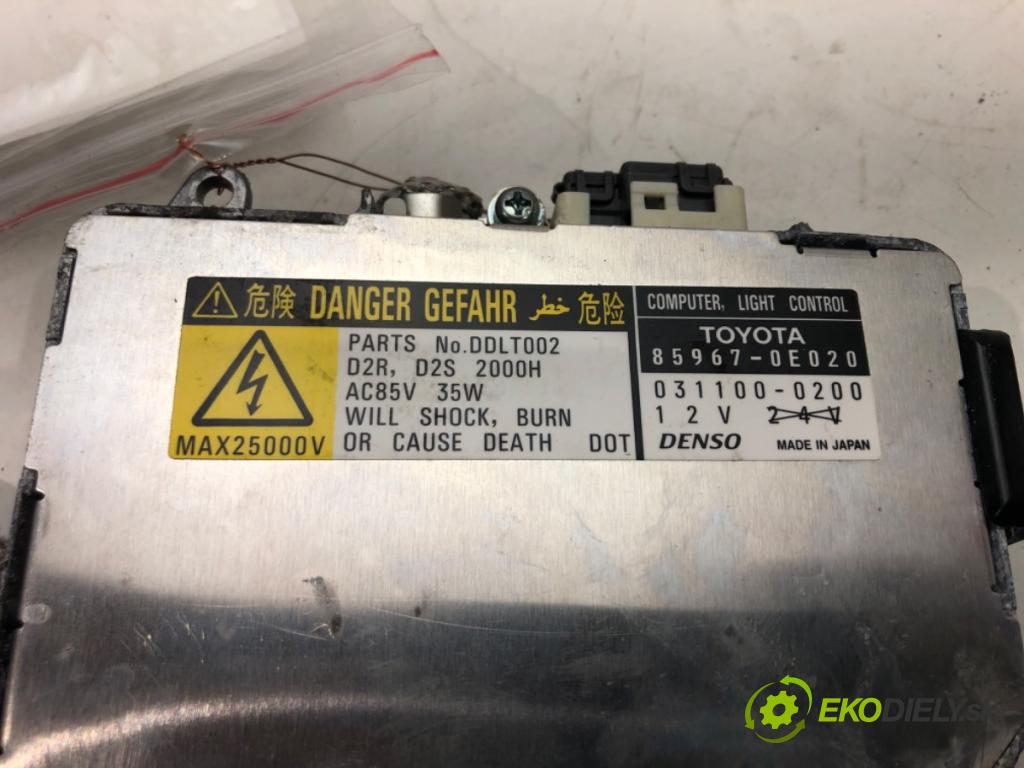 危険 DANGER GEFAHR خطر 危险
MAX25000V
PARTS No.DDLT002
D2R, D2S 2000H
AC85V 35W
WILL SHOCK, BURN
OR CAUSE DEATH DOT
COMPUTER, LIGHT CONTROL
TOYOTA
85967-0E020
031100-0200
12V 24V
DENSO MADE IN JAPAN
EKODIELY.sk